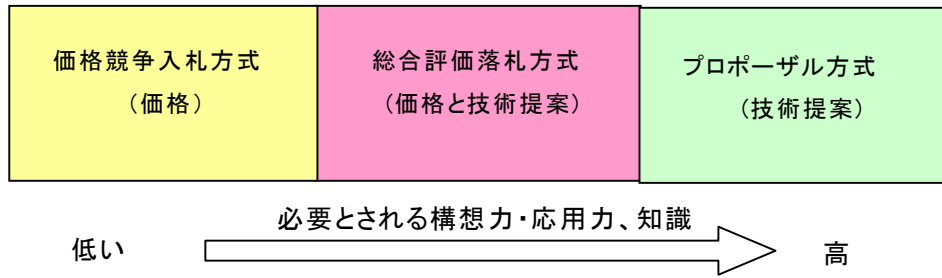 価格競争入札方式
（価格）
総合評価落札方式
（価格と技術提案）
プロポーザル方式
（技術提案）
必要とされる構想力・応用力、知識
低い
高